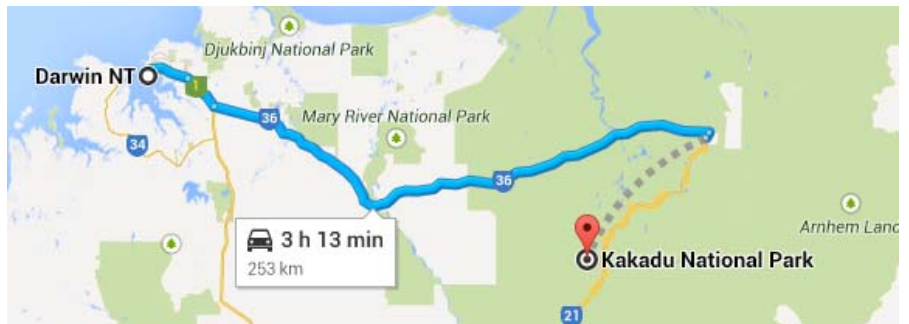 Djukbinj National Park
Darwin NT
1
36
Mary River National Park
34
36
3 h 13 min
253 km
Arnhem Lanc
Kakadu National Park
21